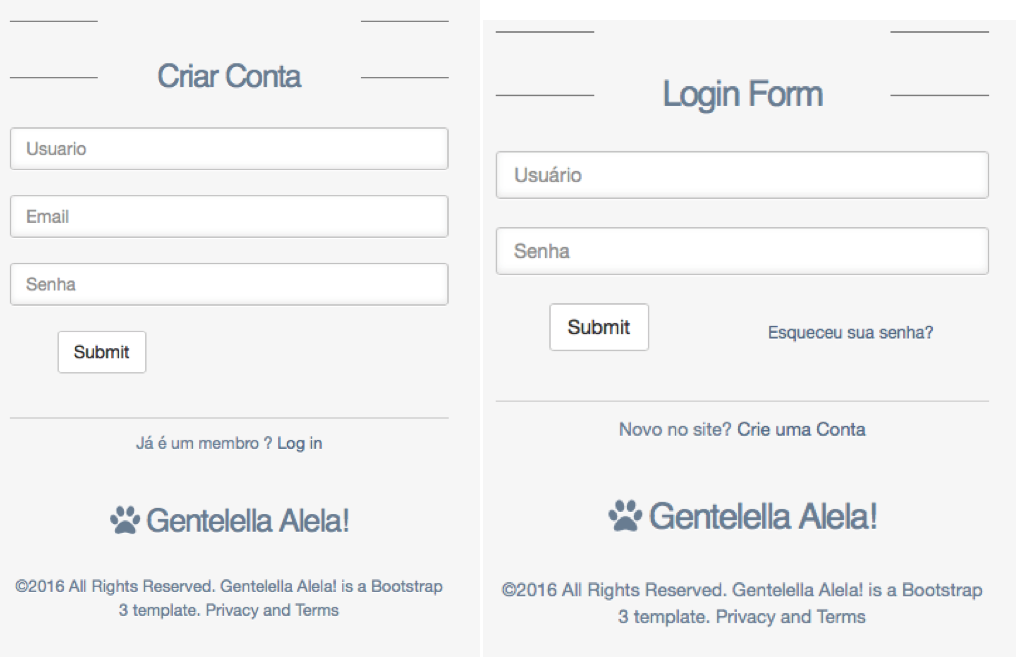 Criar Conta
Usuario
Email
Senha
Submit
Já é um membro ? Log in
Gentelella Alela!
©2016 All Rights Reserved. Gentelella Alela! is a Bootstrap
3 template. Privacy and Terms
Login Form
Usuário
Senha
Submit
Esqueceu sua senha?
Novo no site? Crie uma Conta
Gentelella Alela!
©2016 All Rights Reserved. Gentelella Alela! is a Bootstrap
3 template. Privacy and Terms